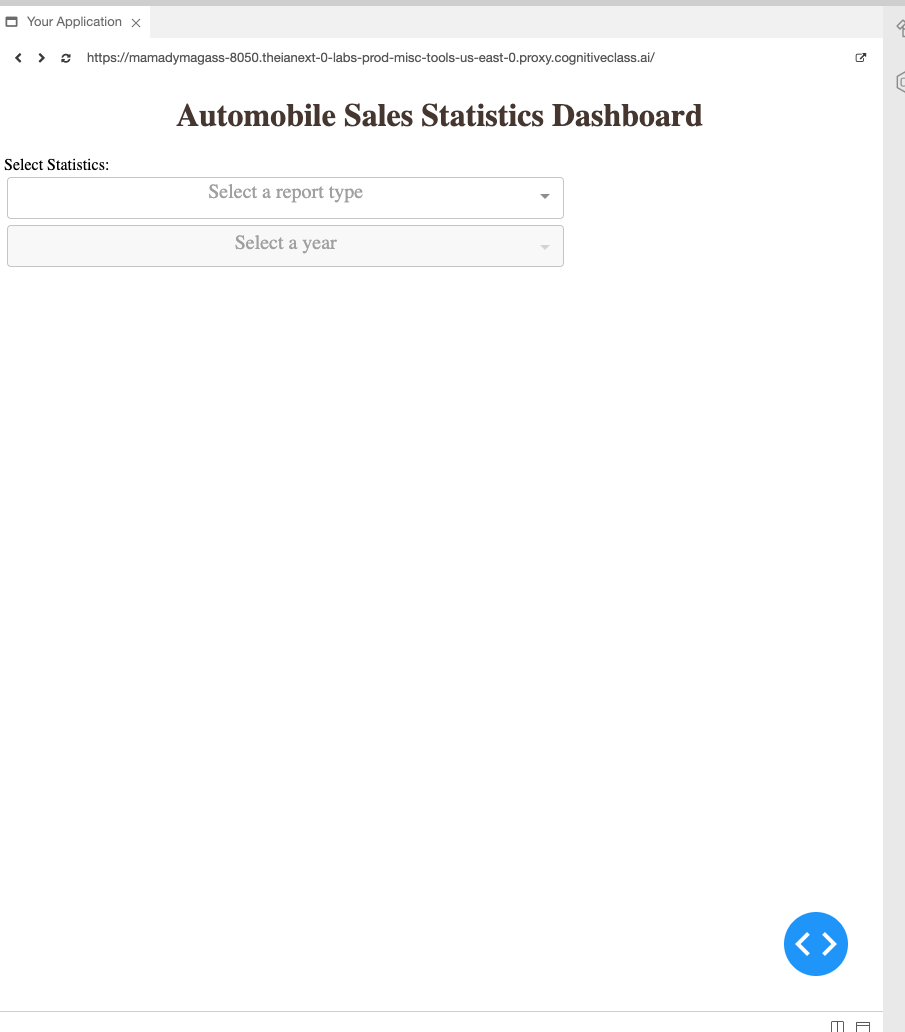 Your Application
https://mamadymagass-8050.theianext-0-labs-prod-misc-tools-us-east-0.proxy.cognitiveclass.ai/
Automobile Sales Statistics Dashboard
Select Statistics:
Select a report type
Select a year